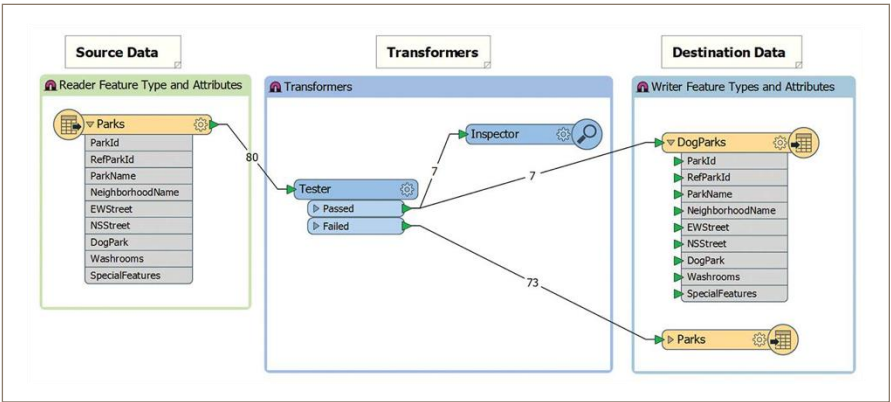 Source Data
Transformers
Destination Data
Reader Feature Type and Attributes
Parks
ParkId
RefParkId
ParkName
NeighborhoodName
EWStreet
NSStreet
DogPark
Washrooms
SpecialFeatures
80
Transformers
Tester
Passed
Failed
Inspector
7
7
73
Writer Feature Types and Attributes
DogParks
ParkId
RefParkId
ParkName
NeighborhoodName
EWStreet
NSStreet
DogPark
Washrooms
SpecialFeatures
Parks